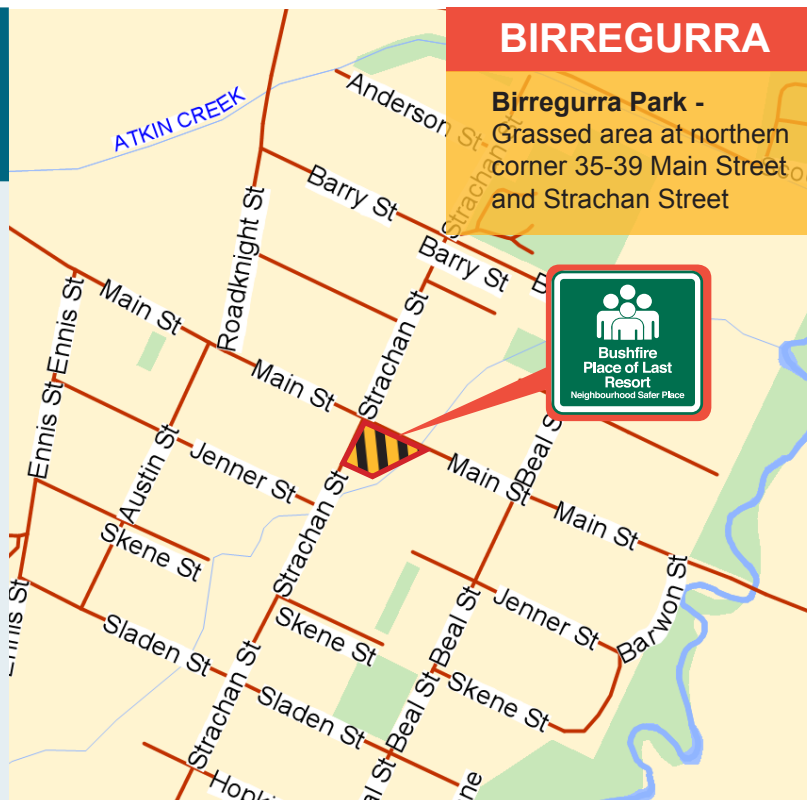 BIRREGURRA
Birregurra Park -
Grassed area at northern
corner 35-39 Main Street
and Strachan Street
ATKIN CREEK
Anderson St
Strachan St
Barry St
Barry St
Roadknight St
Ennis St
Main St
Strachan St
Bushfire
Place of Last
Resort
Neighbourhood Safer Place
Main St
Ennis St
Austin St
Jenner St
Strachan St
Beal St
Main St
Main St
Skene St
Jenner St
Barwon St
Ennis St
Sladen St
Skene St
Beal St
Skene St
Strachan St
Sladen St
Beal St